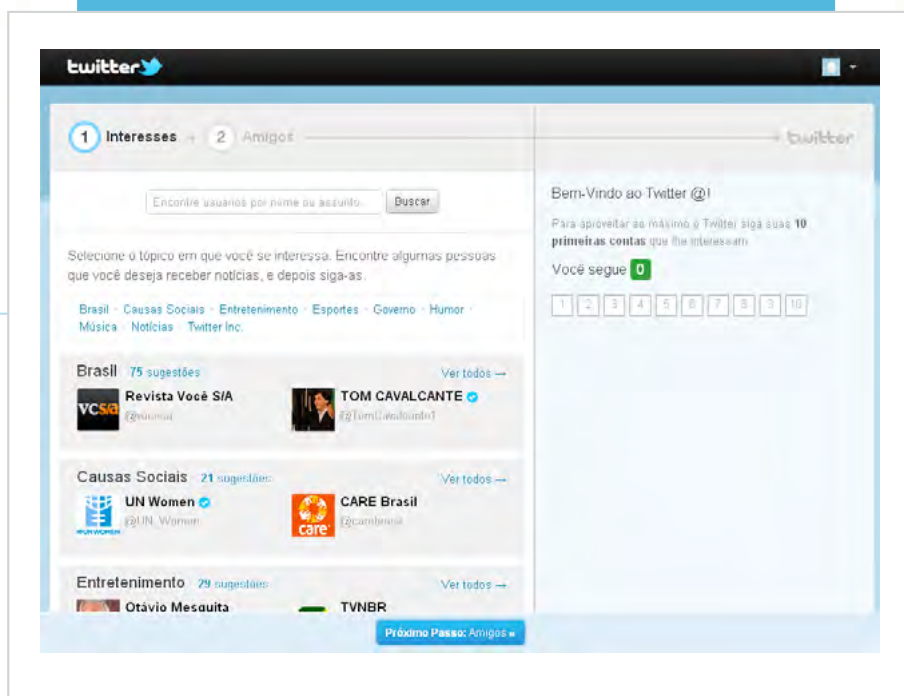 twitter
1 Interesses 2 Amigos
twitter
Encontre usuários por nome ou assunto.
Buscar
Selecione o tópico em que você se interessa. Encontre algumas pessoas
que você deseja receber notícias, e depois siga-as.
Brasil · Causas Sociais · Entretenimento · Esportes · Governo · Humor ·
Música · Notícias · Twitter Inc.
Brasil 75 sugestões Ver todos →
Revista Você S/A
VCS/A
TOM CAVALCANTE
@TomCavalcante1
Causas Sociais 21 sugestões Ver todos →
UN Women
@UN_Women
CARE Brasil
care
@carebrasil
Entretenimento 29 sugestões Ver todos →
Otávio Mesquita
TVNBR
Bem-Vindo ao Twitter @!
Para aproveitar ao máximo o Twitter siga suas 10
primeiras contas que lhe interessam.
Você segue 0
1 2 3 4 5 6 7 8 9 10
Próximo Passo: Amigos »